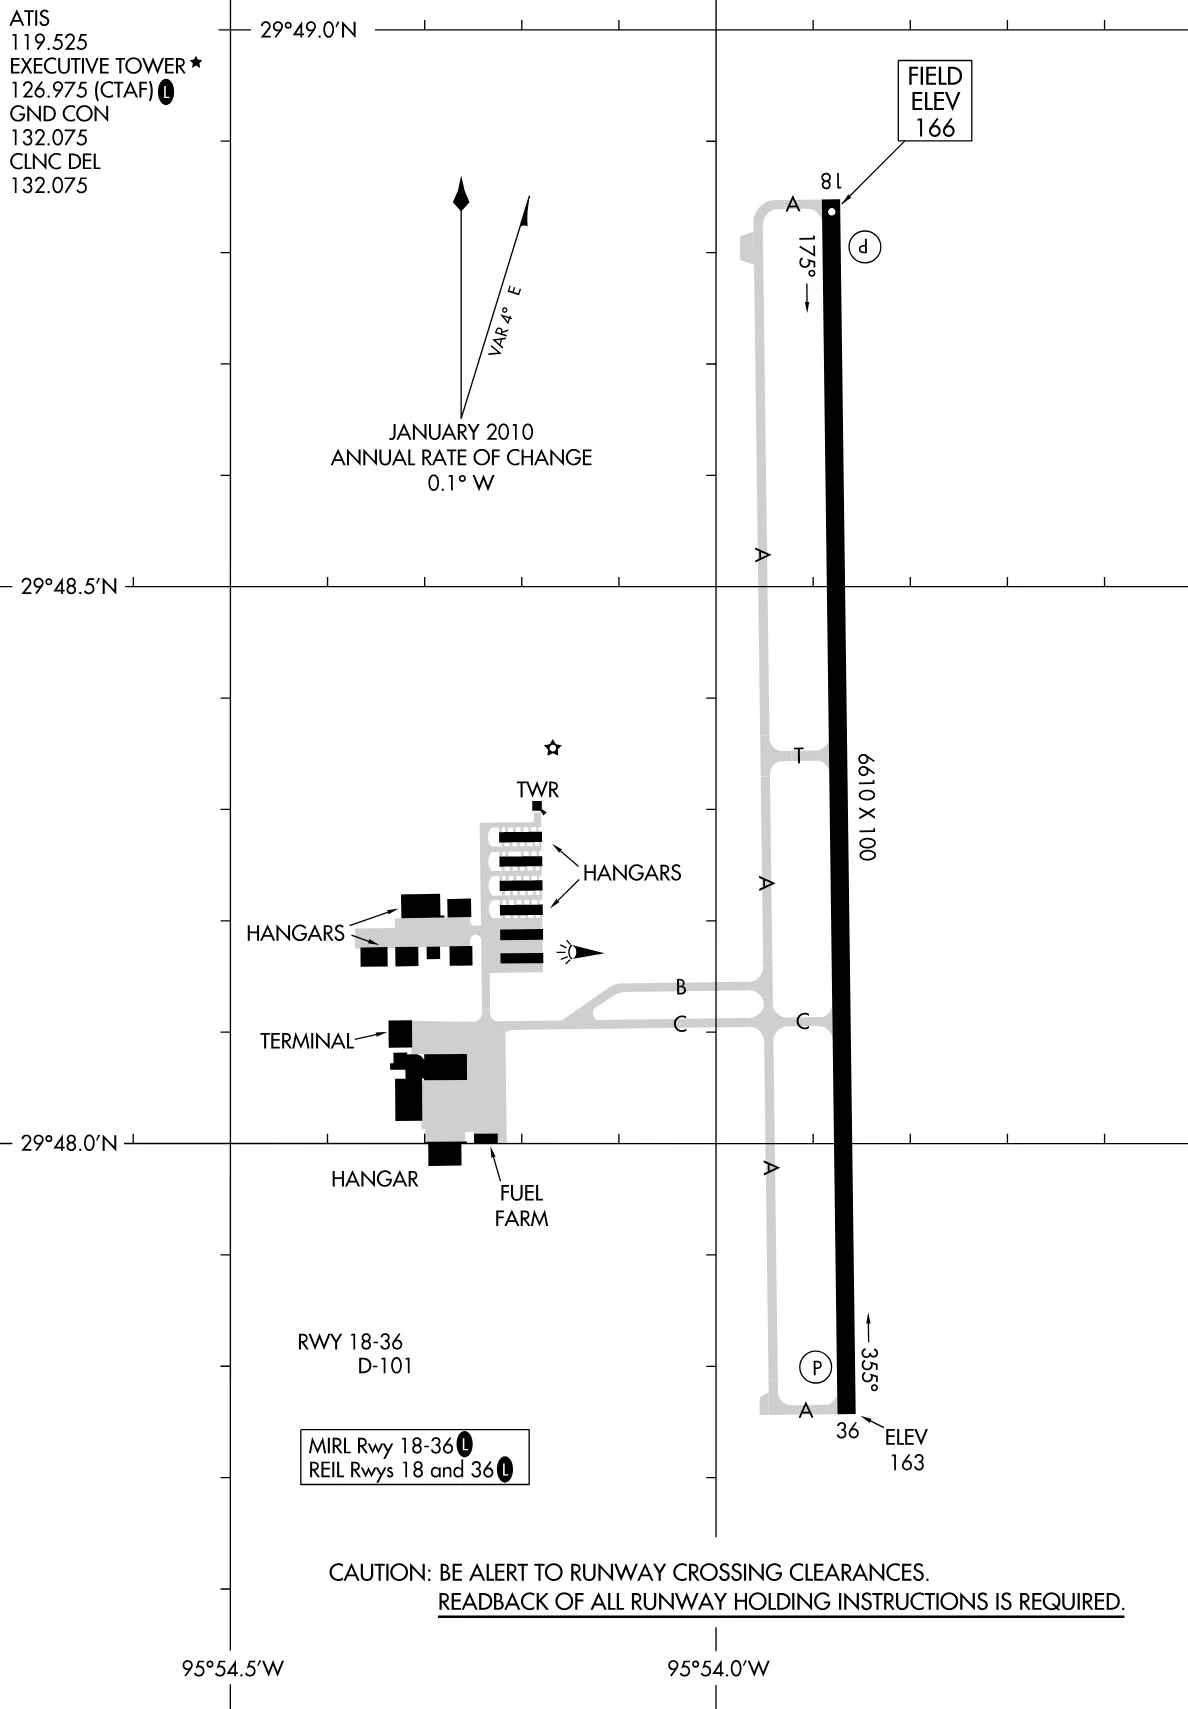 ATIS
119.525
EXECUTIVE TOWER★
126.975 (CTAF) L
GND CON
132.075
CLNC DEL
132.075
29°49.0'N
FIELD
ELEV
166
18
A
P
175°
VAR 4° E
JANUARY 2010
ANNUAL RATE OF CHANGE
0.1° W
A
29°48.5'N
T
TWR
6610 X 100
HANGARS
A
HANGARS
B
C
C
TERMINAL
29°48.0'N
A
HANGAR
FUEL
FARM
RWY 18-36
D-101
P
355°
A
36
ELEV
163
MIRL Rwy 18-36 L
REIL Rwys 18 and 36 L
CAUTION: BE ALERT TO RUNWAY CROSSING CLEARANCES.
READBACK OF ALL RUNWAY HOLDING INSTRUCTIONS IS REQUIRED.
95°54.5'W
95°54.0'W